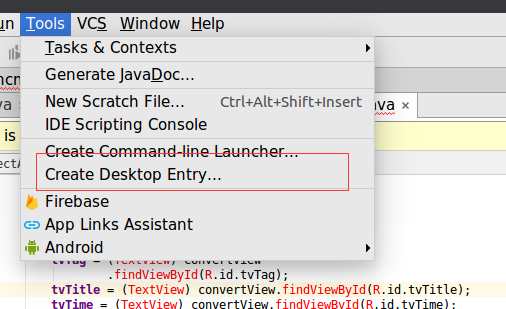 un Tools VCS Window Help
Tasks & Contexts
Generate JavaDoc...
New Scratch File... Ctrl+Alt+Shift+Insert
IDE Scripting Console
Create Command-line Launcher...
Create Desktop Entry...
Firebase
App Links Assistant
Android
ncm
va
ava ×
is
ectA
tvTag = (TextView) convertView
.findViewById(R.id.tvTag);
tvTitle = (TextView) convertView.findViewById(R.id.tvTitle);
tvTime = (TextView) convertView.findViewById(R.id.tvTime);